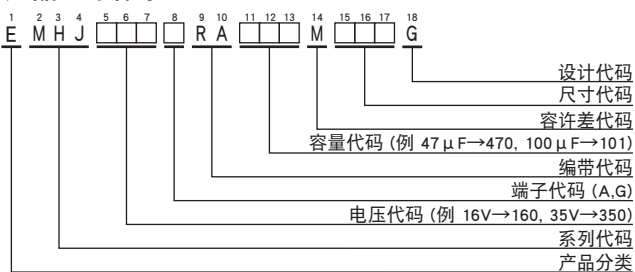 1 2 3 4 5 6 7 8 9 10 11 12 13 14 15 16 17 18
E M H J □□□ □ R A □□□ M □□□ G
设计代码
尺寸代码
容许差代码
容量代码 (例 47μF→470, 100μF→101)
编带代码
端子代码 (A,G)
电压代码 (例 16V→160, 35V→350)
系列代码
产品分类